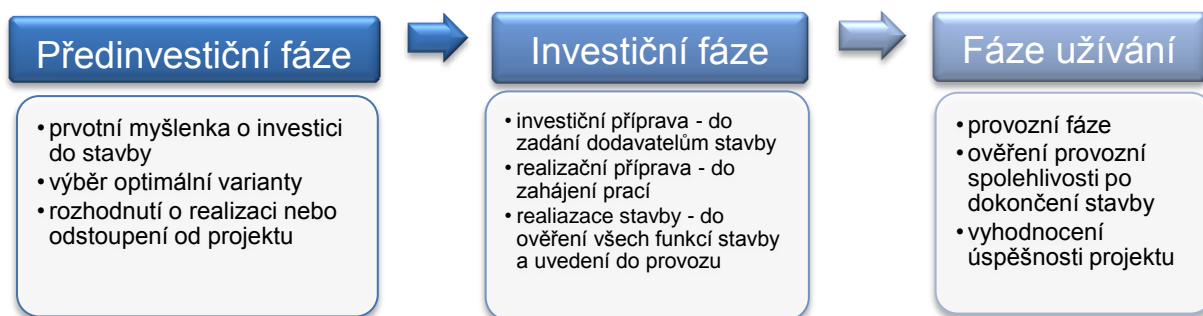 Předinvestiční fáze
• prvotní myšlenka o investici
do stavby
• výběr optimální varianty
• rozhodnutí o realizaci nebo
odstoupení od projektu
Investiční fáze
• investiční příprava - do
zadání dodavatelům stavby
• realizační příprava - do
zahájení prací
• realiazace stavby - do
ověření všech funkcí stavby
a uvedení do provozu
Fáze užívání
• provozní fáze
• ověření provozní
spolehlivosti po
dokončení stavby
• vyhodnocení
úspěšnosti projektu